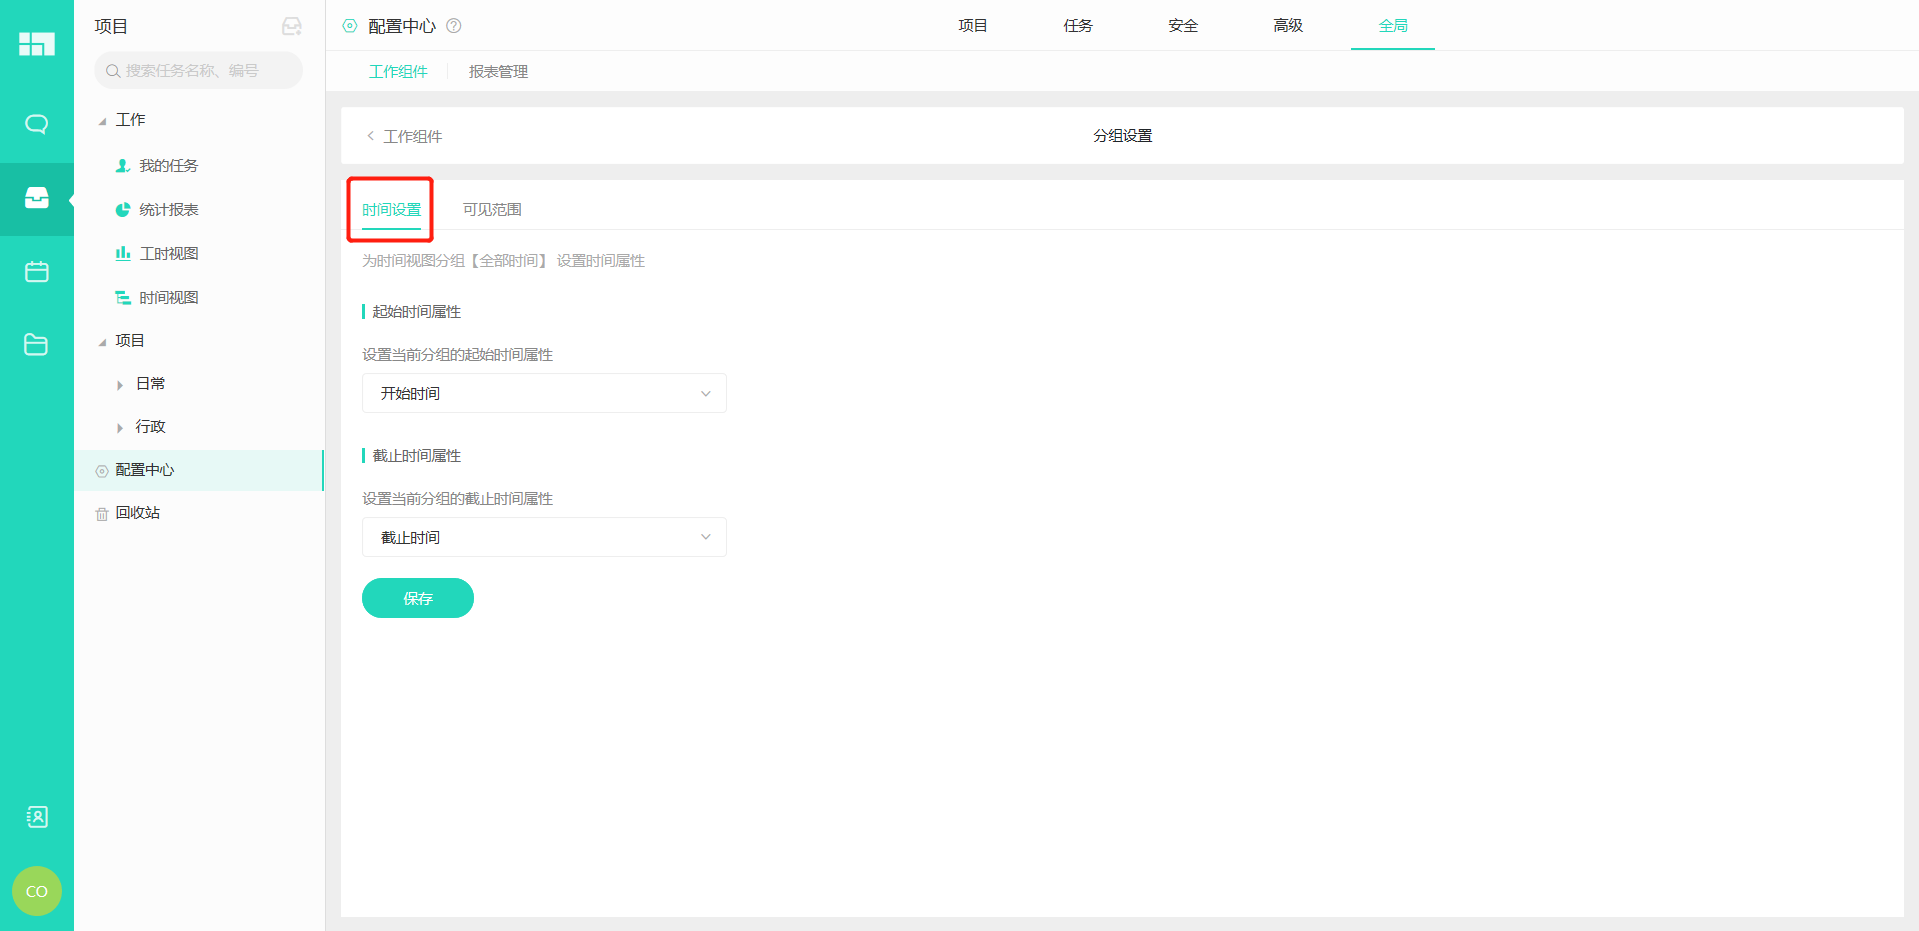 项目
搜索任务名称、编号
工作
我的任务
统计报表
工时视图
时间视图
项目
日常
行政
配置中心
回收站
CO
配置中心
项目
任务
安全
高级
全局
工作组件
报表管理
工作组件
分组设置
时间设置
可见范围
为时间视图分组【全部时间】 设置时间属性
起始时间属性
设置当前分组的起始时间属性
开始时间
截止时间属性
设置当前分组的截止时间属性
截止时间
保存